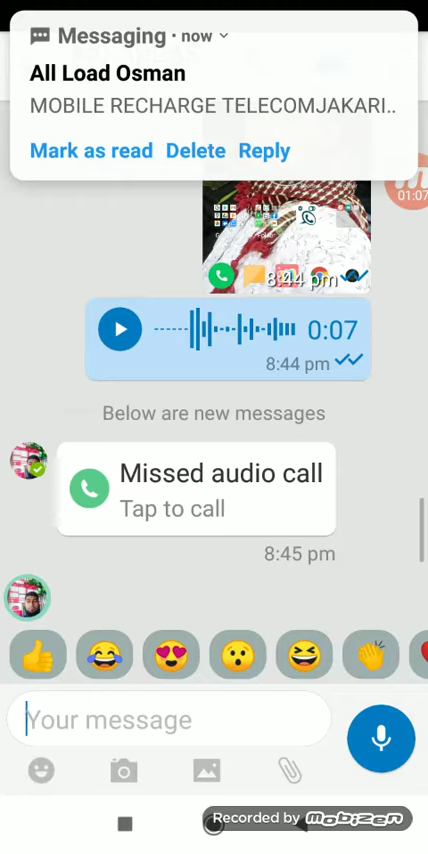 Messaging • now
All Load Osman
MOBILE RECHARGE TELECOMJAKARI..
Mark as read Delete Reply
01:07
8:44 pm
0:07
8:44 pm
Below are new messages
Missed audio call
Tap to call
8:45 pm
Your message
Recorded by mobizen